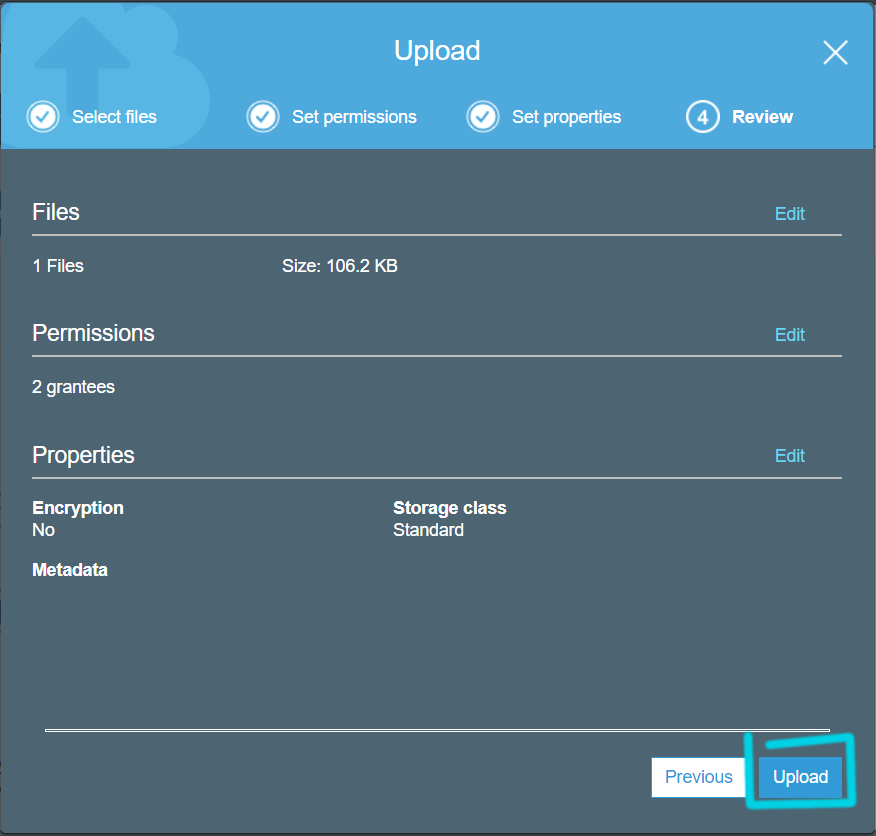 Upload
Select files
Set permissions
Set properties
4 Review
Files Edit
1 Files Size: 106.2 KB
Permissions Edit
2 grantees
Properties Edit
Encryption Storage class
No Standard
Metadata
Previous Upload